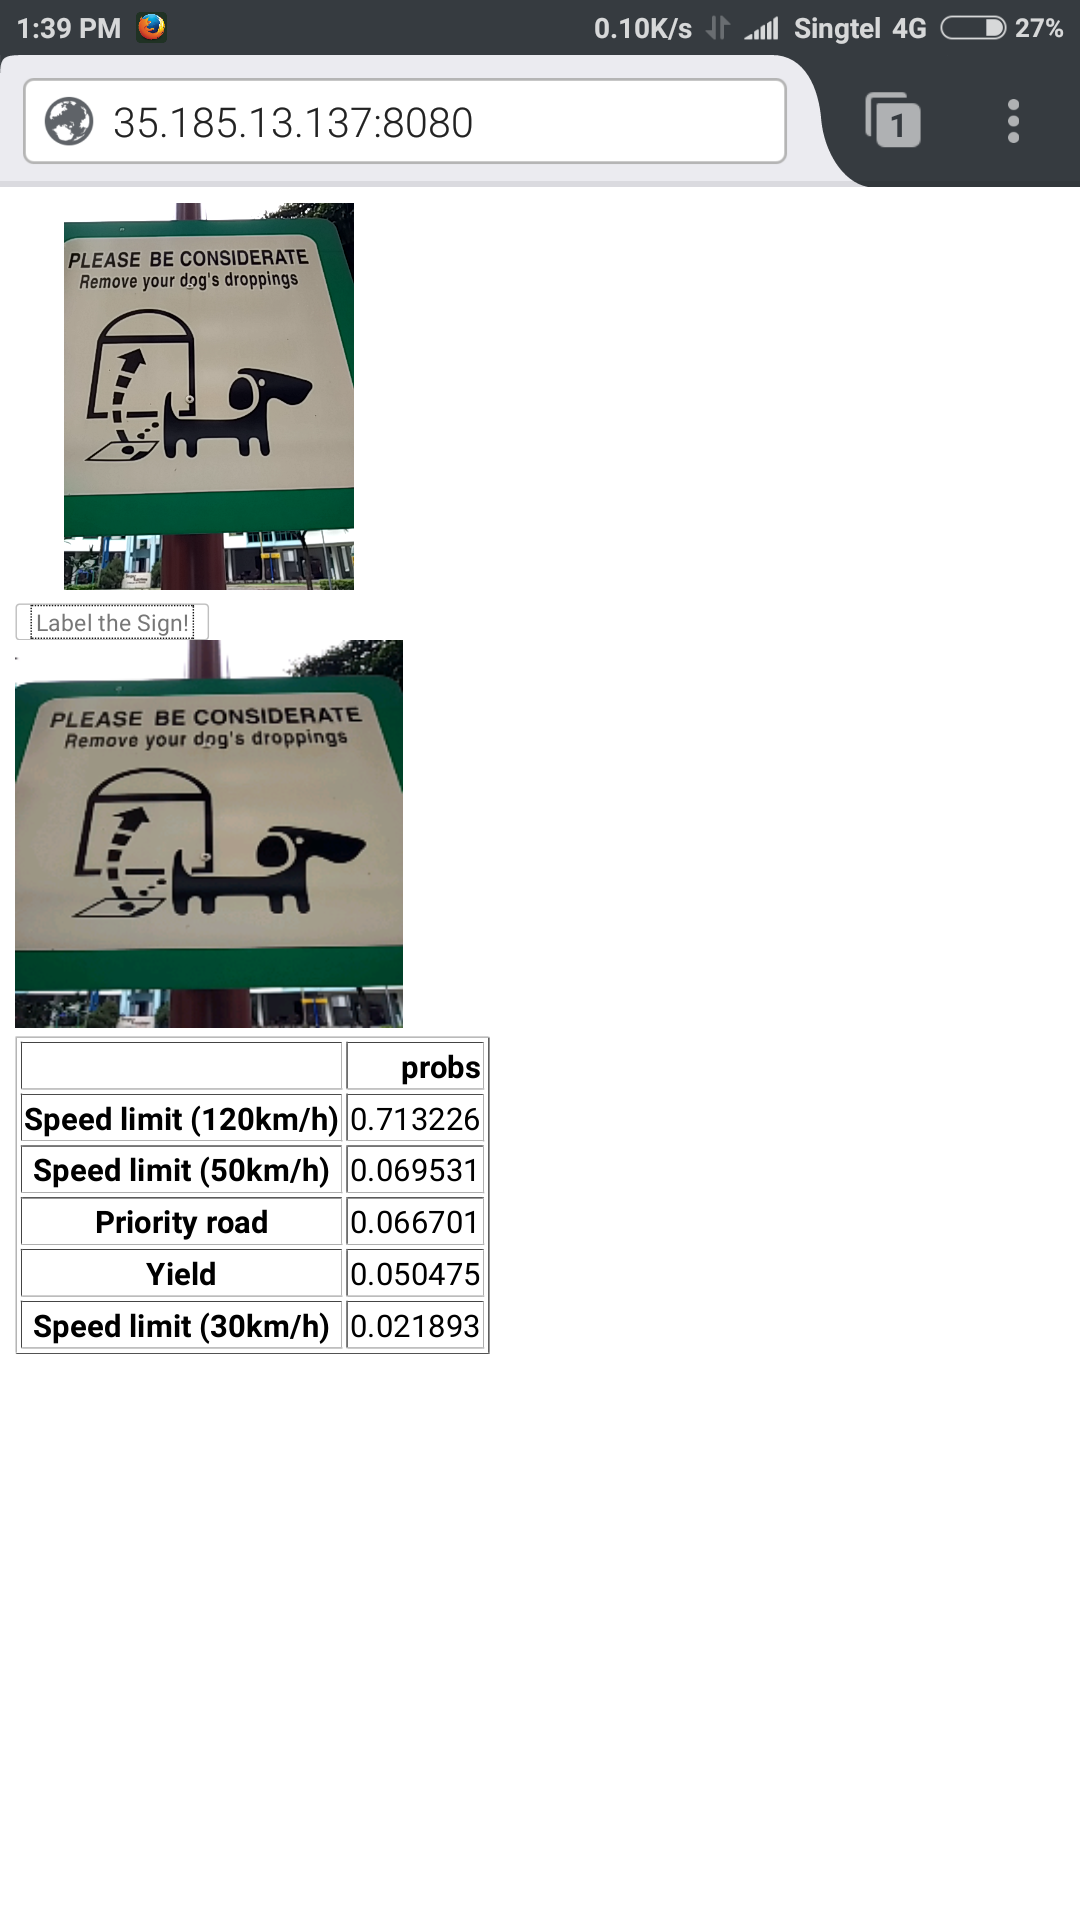 1:39 PM 0.10K/s Singtel 4G 27%
35.185.13.137:8080 1
PLEASE BE CONSIDERATE
Remove your dog's droppings
Label the Sign!
PLEASE BE CONSIDERATE
Remove your dog's droppings
probs
Speed limit (120km/h) 0.713226
Speed limit (50km/h) 0.069531
Priority road 0.066701
Yield 0.050475
Speed limit (30km/h) 0.021893